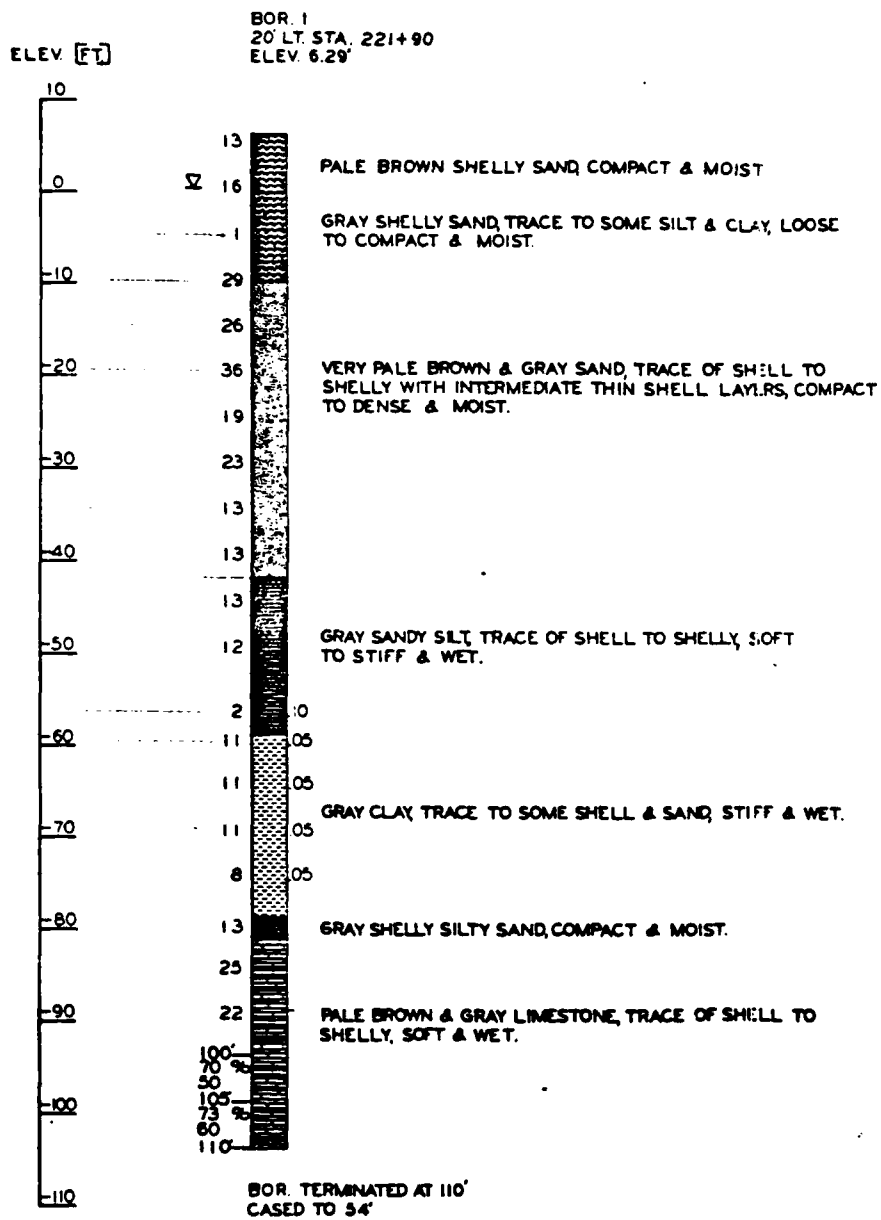 BOR. 1
20' LT. STA. 221+90
ELEV. 6.29'
ELEV. [FT.]
10
0
-10
-20
-30
-40
-50
-60
-70
-80
-90
-100
-110
13
PALE BROWN SHELLY SAND, COMPACT & MOIST
16
GRAY SHELLY SAND, TRACE TO SOME SILT & CLAY, LOOSE
TO COMPACT & MOIST.
1
29
26
36
VERY PALE BROWN & GRAY SAND, TRACE OF SHELL TO
SHELLY WITH INTERMEDIATE THIN SHELL LAYERS, COMPACT
TO DENSE & MOIST.
19
23
13
13
13
12
GRAY SANDY SILT, TRACE OF SHELL TO SHELLY, SOFT
TO STIFF & WET.
2 .10
11 .05
11 .05
GRAY CLAY, TRACE TO SOME SHELL & SAND, STIFF & WET.
11 .05
8 .05
13
GRAY SHELLY SILTY SAND, COMPACT & MOIST.
25
22
PALE BROWN & GRAY LIMESTONE, TRACE OF SHELL TO
SHELLY, SOFT & WET.
100'
70 %
50
105'
73 %
60
110'
BOR. TERMINATED AT 110'
CASED TO 54'